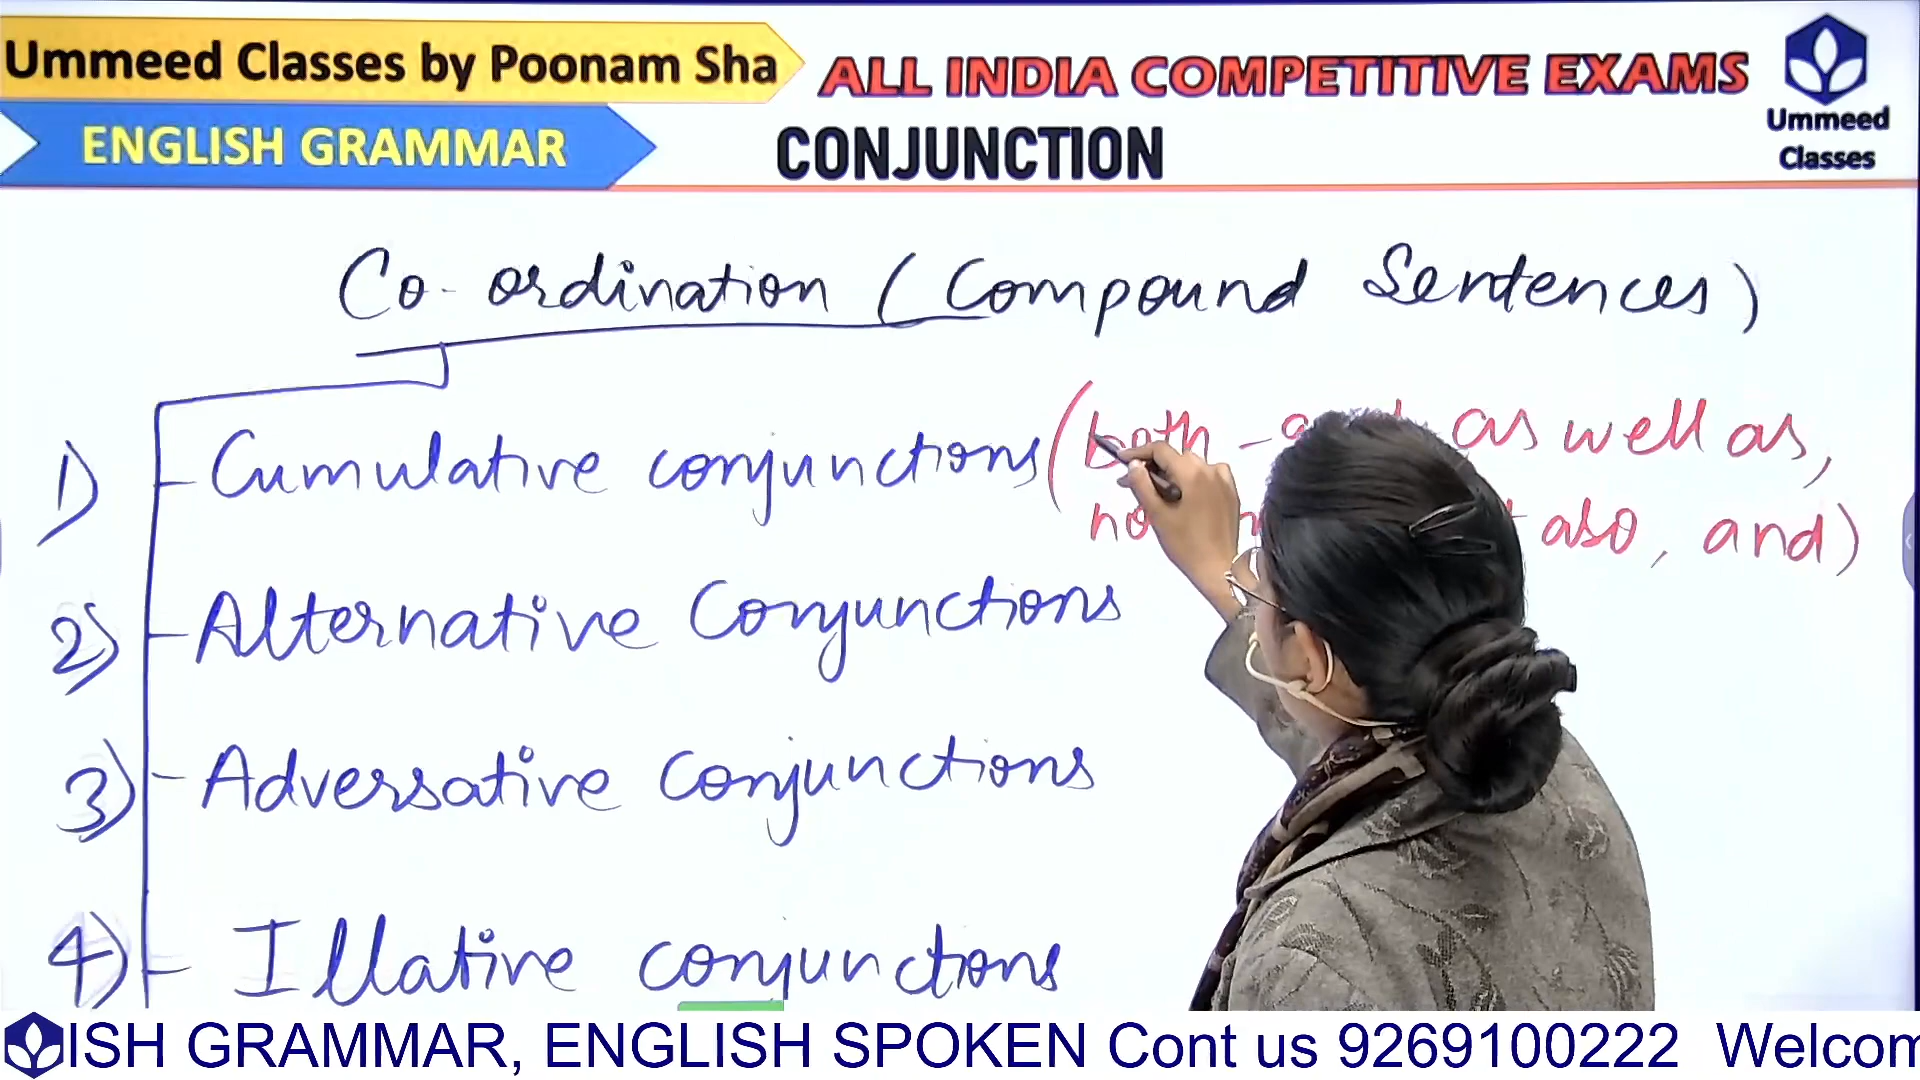 Ummeed Classes by Poonam Sha
ALL INDIA COMPETITIVE EXAMS
Ummeed
Classes
ENGLISH GRAMMAR
CONJUNCTION
Co-ordination (Compound Sentences)
1) Cumulative conjunctions (both - as well as,
also, and)
2) Alternative Conjunctions
3) Adversative Conjunctions
4) Illative conjunctions
ISH GRAMMAR, ENGLISH SPOKEN Cont us 9269100222 Welcom